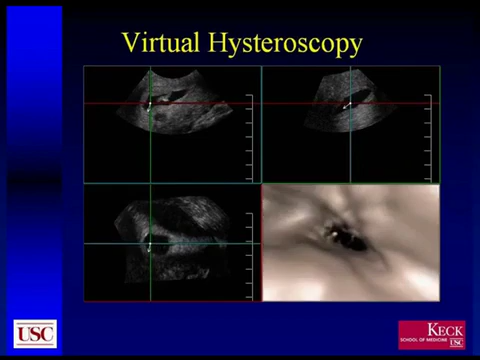 Virtual Hysteroscopy
USC
KECK
SCHOOL OF MEDICINE
USC